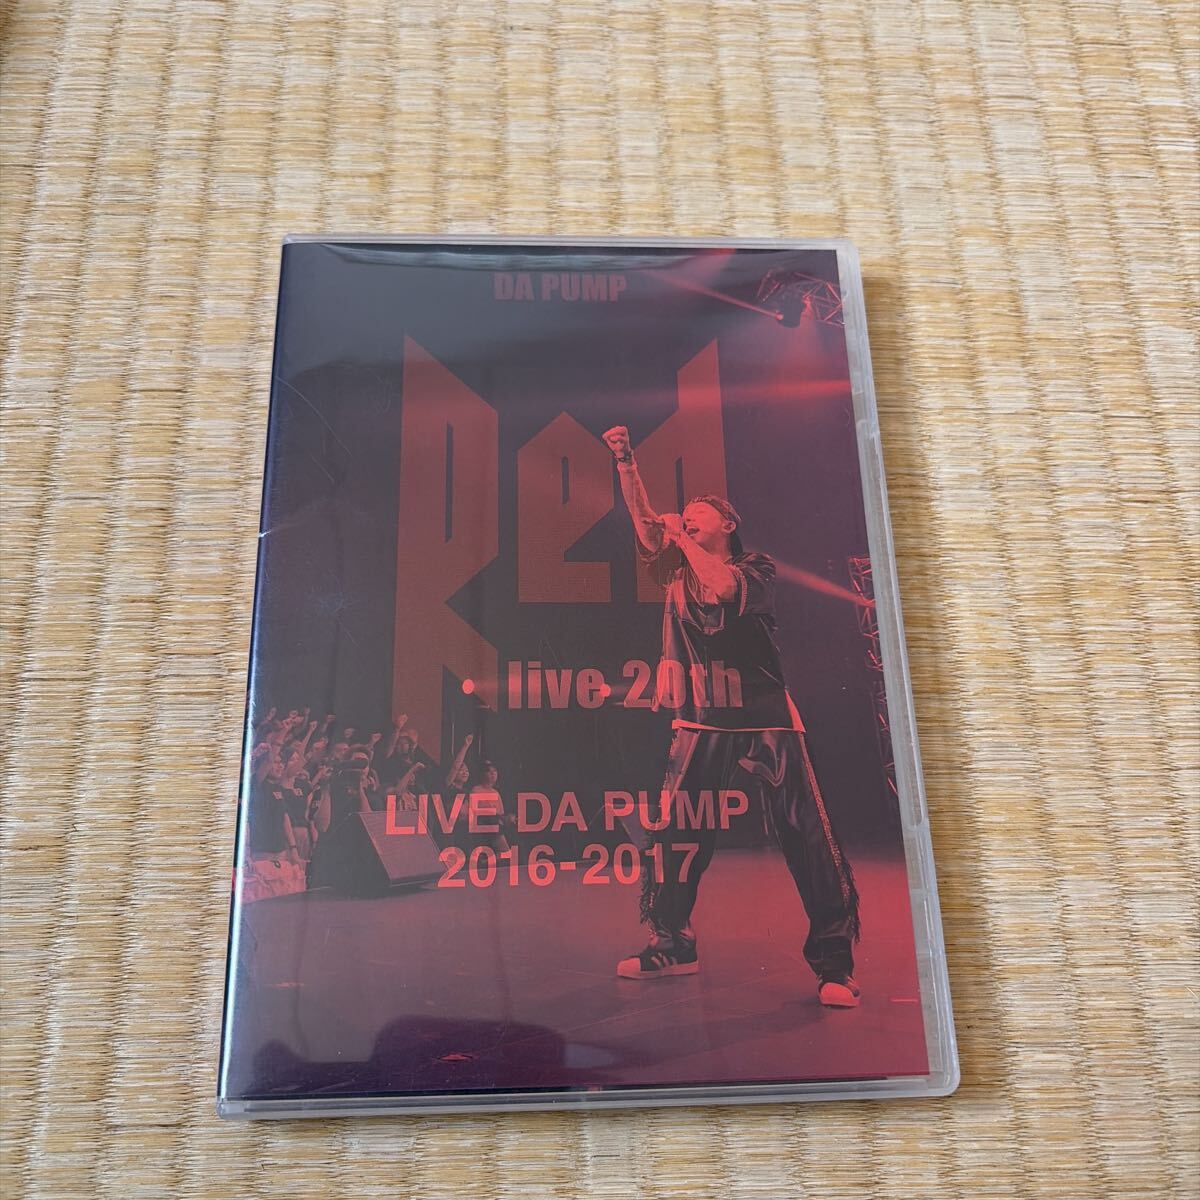 DA PUMP
Red
live 20th
LIVE DA PUMP
2016-2017